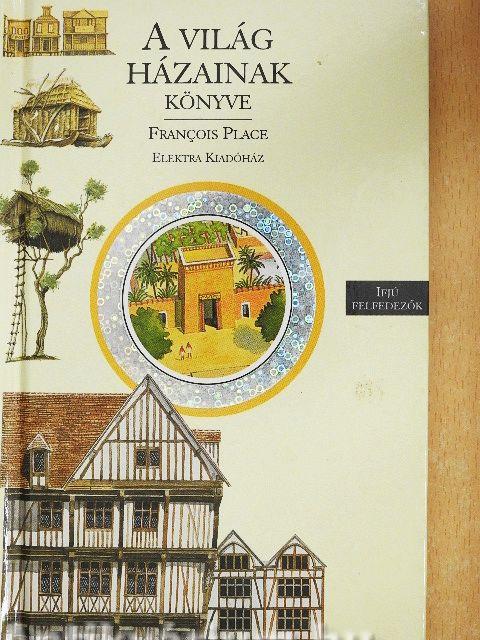 A VILÁG
HÁZAINAK
KÖNYVE
FRANÇOIS PLACE
ELEKTRA KIADÓHÁZ
IFJÚ
FELFEDEZŐK